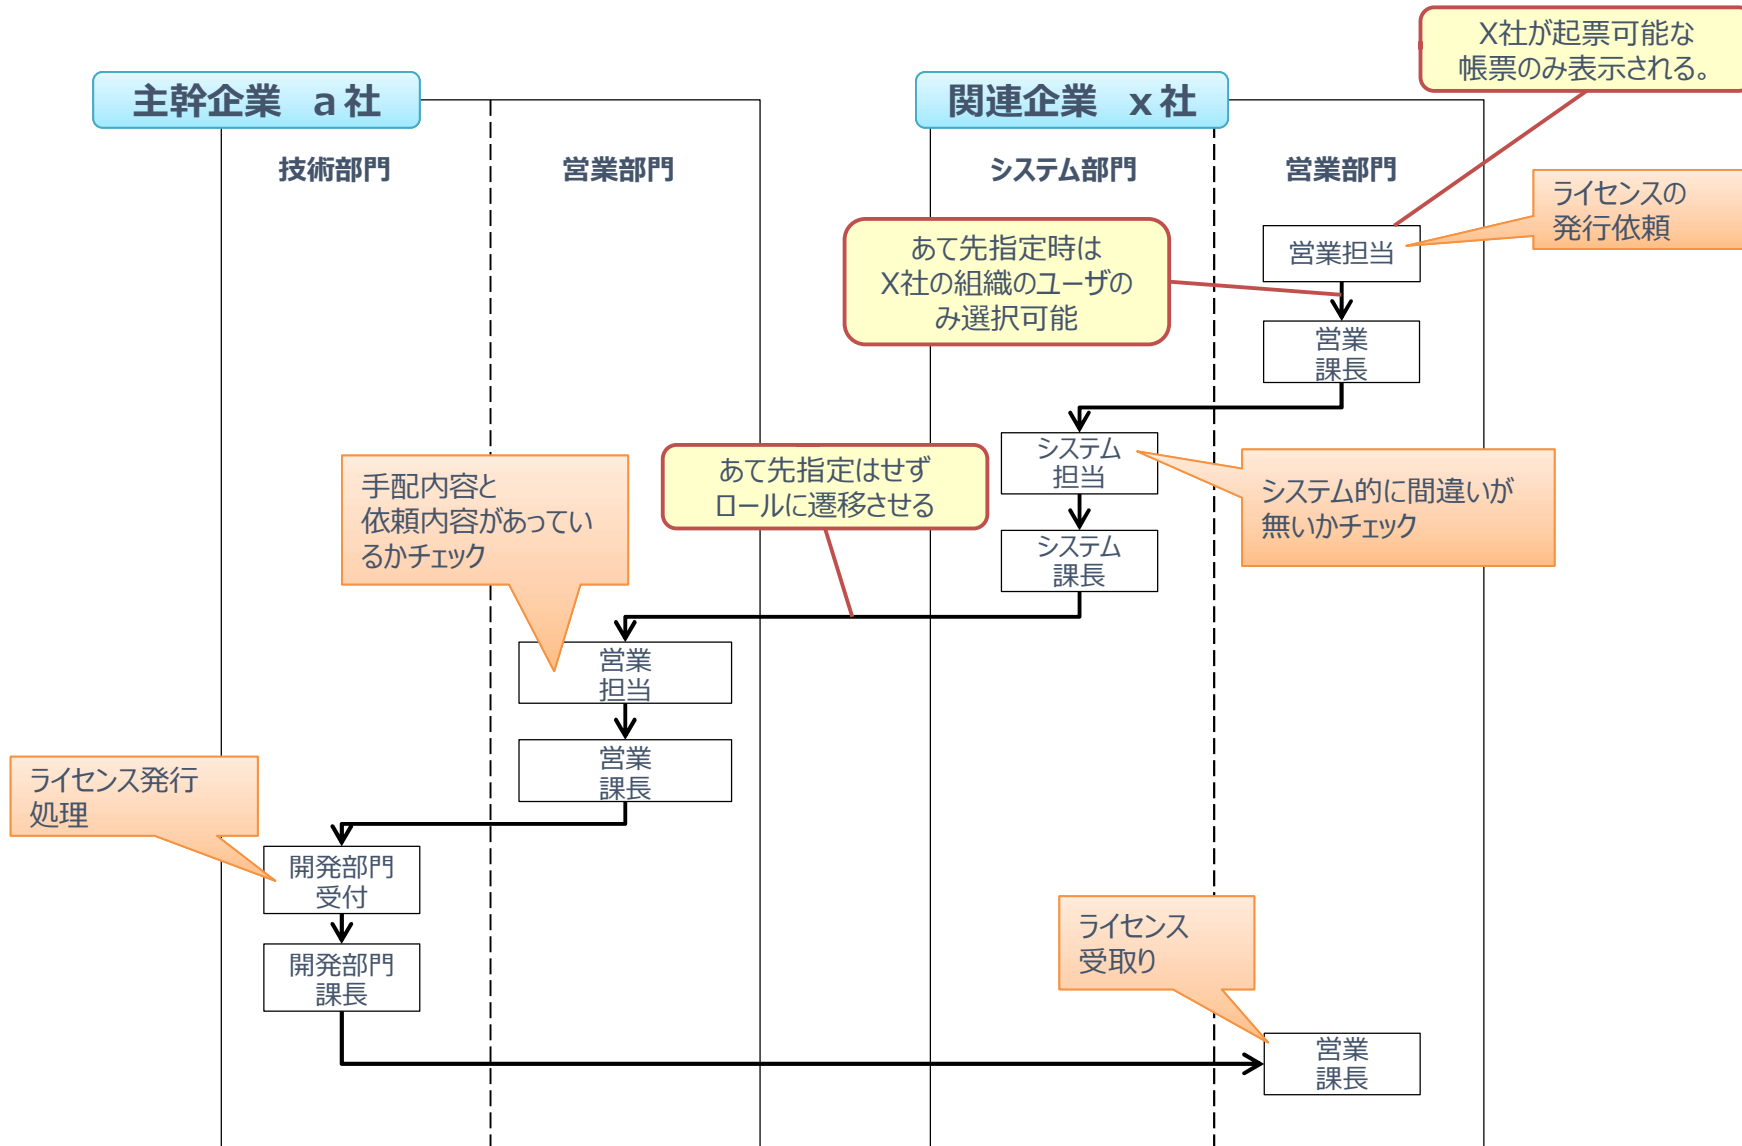 X社が起票可能な
帳票のみ表示される。
主幹企業　a社
関連企業　x社
技術部門
営業部門
システム部門
営業部門
ライセンスの
発行依頼
営業担当
あて先指定時は
X社の組織のユーザの
み選択可能
営業
課長
システム
担当
システム的に間違いが
無いかチェック
あて先指定はせず
ロールに遷移させる
手配内容と
依頼内容があってい
るかチェック
システム
課長
営業
担当
営業
課長
ライセンス発行
処理
開発部門
受付
開発部門
課長
ライセンス
受取り
営業
課長